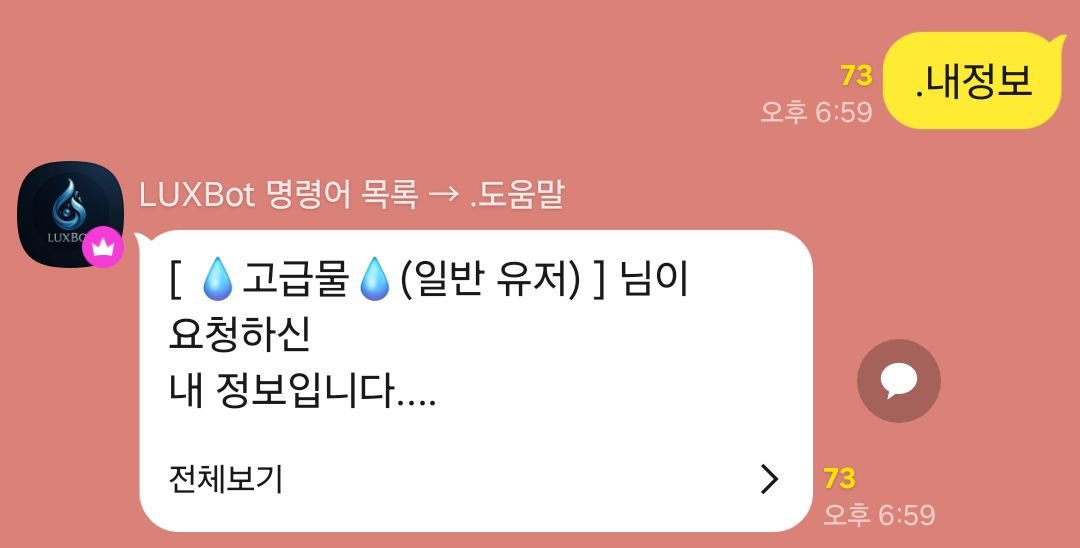 .내정보
73
오후 6:59
LUXBot 명령어 목록 → .도움말
[ 💧고급물💧(일반 유저) ] 님이
요청하신
내 정보입니다....
전체보기
73
오후 6:59